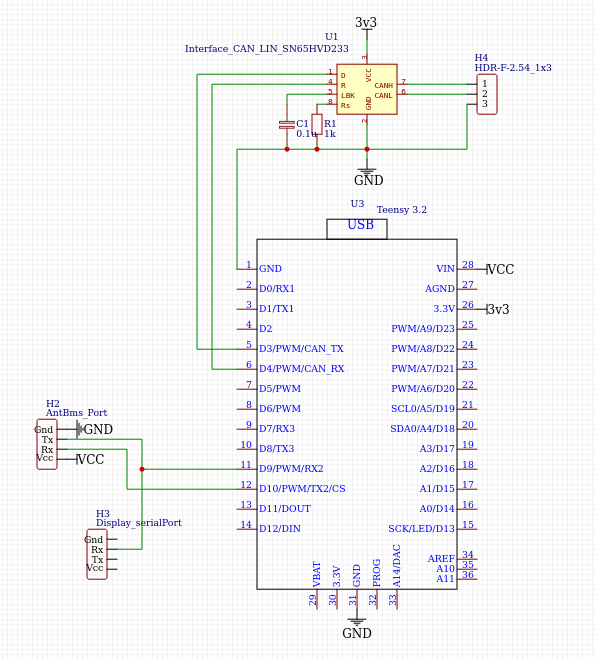 3v3
U1
Interface_CAN_LIN_SN65HVD233
H4
HDR-F-2.54_1x3
3
VCC
1 D CANH 7 1
4 R CANL 6 2
5 LBK 3
8 Rs
GND
2
C1
0.1u
R1
1k
GND
U3
Teensy 3.2
USB
1 GND VIN 28 VCC
2 D0/RX1 AGND 27
3 D1/TX1 3.3V 26 3v3
4 D2 PWM/A9/D23 25
5 D3/PWM/CAN_TX PWM/A8/D22 24
6 D4/PWM/CAN_RX PWM/A7/D21 23
7 D5/PWM PWM/A6/D20 22
8 D6/PWM SCL0/A5/D19 21
9 D7/RX3 SDA0/A4/D18 20
10 D8/TX3 A3/D17 19
11 D9/PWM/RX2 A2/D16 18
12 D10/PWM/TX2/CS A1/D15 17
13 D11/DOUT A0/D14 16
14 D12/DIN SCK/LED/D13 15
AREF 34
A10 35
A11 36
VBAT 29
3.3V 30
GND 31
PROG 32
A14/DAC 33
GND
H2
AntBms_Port
Gnd GND
Tx
Rx
Vcc VCC
H3
Display_serialPort
Gnd
Rx
Tx
Vcc